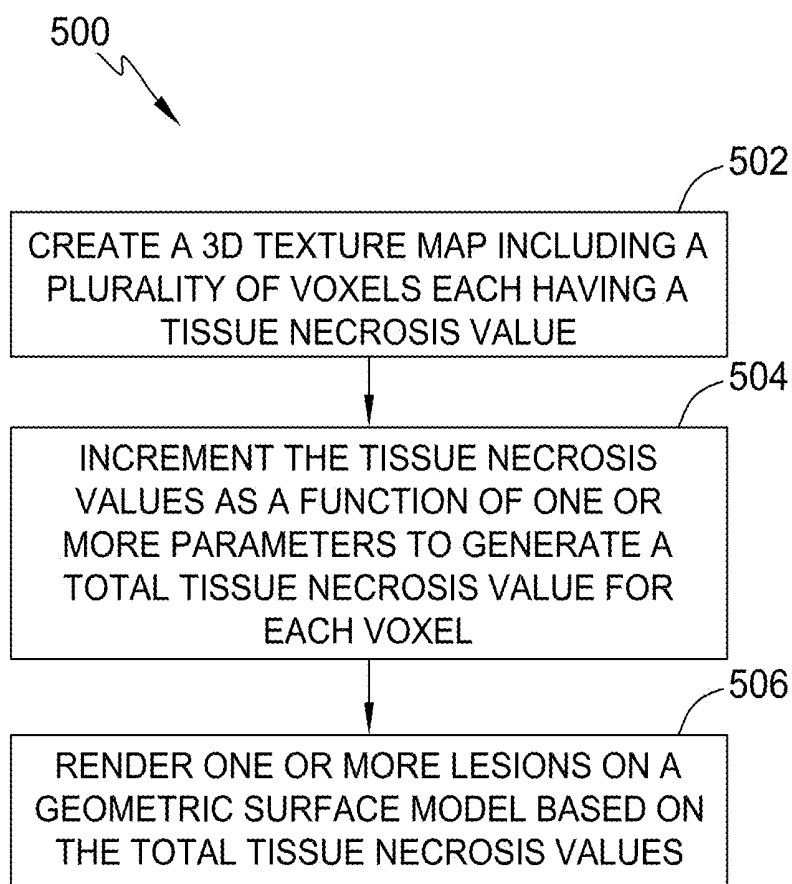 500
502
CREATE A 3D TEXTURE MAP INCLUDING A
PLURALITY OF VOXELS EACH HAVING A
TISSUE NECROSIS VALUE
504
INCREMENT THE TISSUE NECROSIS
VALUES AS A FUNCTION OF ONE OR
MORE PARAMETERS TO GENERATE A
TOTAL TISSUE NECROSIS VALUE FOR
EACH VOXEL
506
RENDER ONE OR MORE LESIONS ON A
GEOMETRIC SURFACE MODEL BASED ON
THE TOTAL TISSUE NECROSIS VALUES